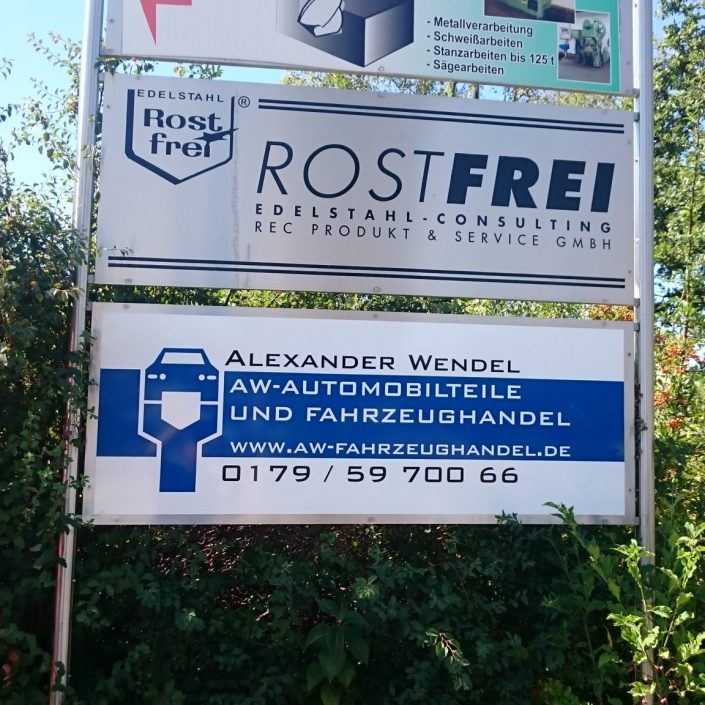 - Metallverarbeitung
- Schweißarbeiten
- Stanzarbeiten bis 125 t
- Sägearbeiten
EDELSTAHL
Rost
frei
®
ROSTFREI
EDELSTAHL-CONSULTING
REC PRODUKT & SERVICE GMBH
ALEXANDER WENDEL
AW-AUTOMOBILTEILE
UND FAHRZEUGHANDEL
WWW.AW-FAHRZEUGHANDEL.DE
0179 / 59 700 66